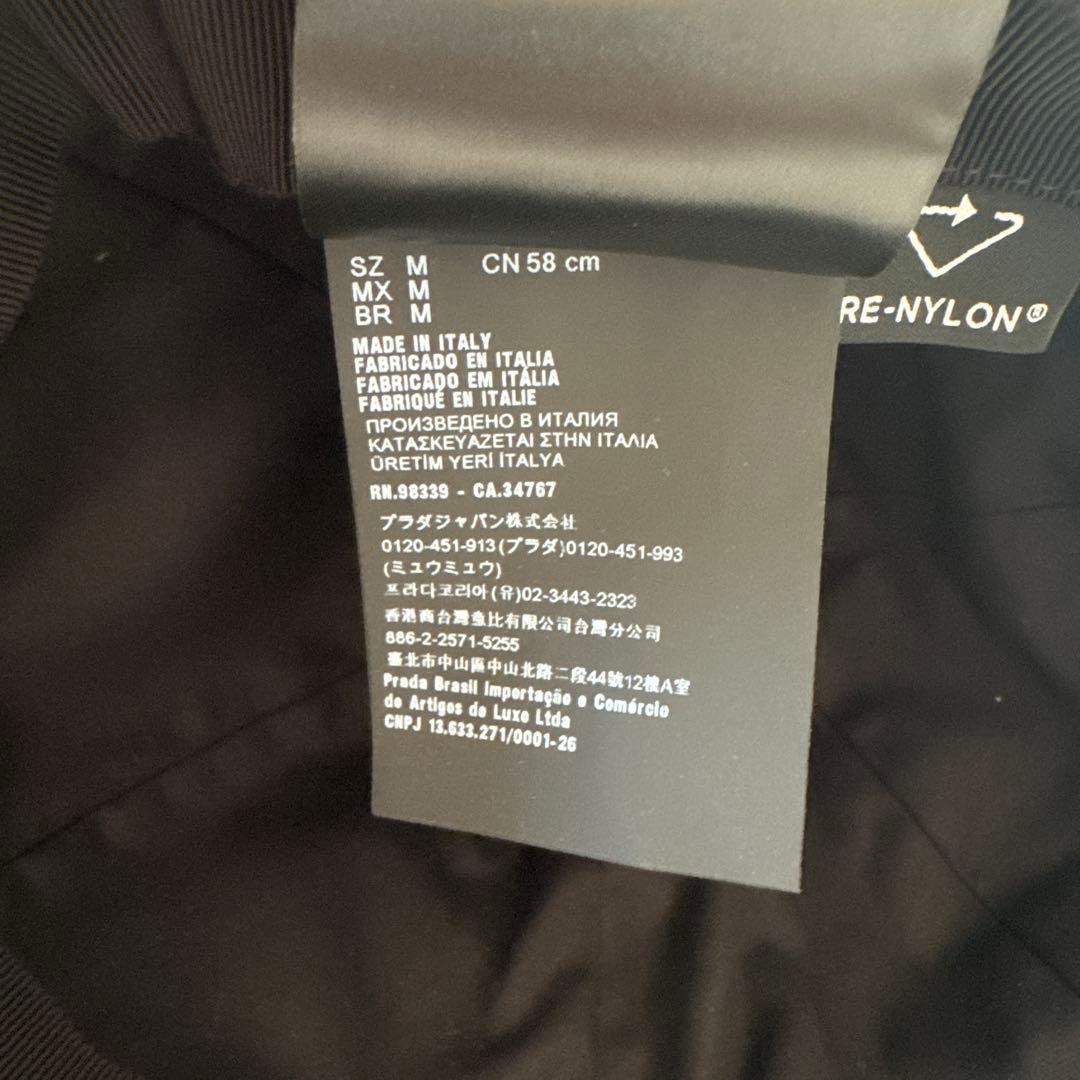 SZ M CN 58 cm
MX M
BR M
MADE IN ITALY
FABRICADO EN ITALIA
FABRICADO EM ITÁLIA
FABRIQUÉ EN ITALIE
ПРОИЗВЕДЕНО В ИТАЛИЯ
ΚΑΤΑΣΚΕΥΑΖΕΤΑΙ ΣΤΗΝ ΙΤΑΛΙΑ
ÜRETİM YERİ İTALYA
RN.98339 - CA.34767
プラダジャパン株式会社
0120-451-913(プラダ)0120-451-993
(ミュウミュウ)
프라다코리아(유)02-3443-2323
香港商台灣魚比有限公司台灣分公司
886-2-2571-5255
臺北市中山區中山北路二段44號12樓A室
Prada Brasil Importação e Comércio
de Artigos de Luxo Ltda
CNPJ 13.633.271/0001-26
RE-NYLON®